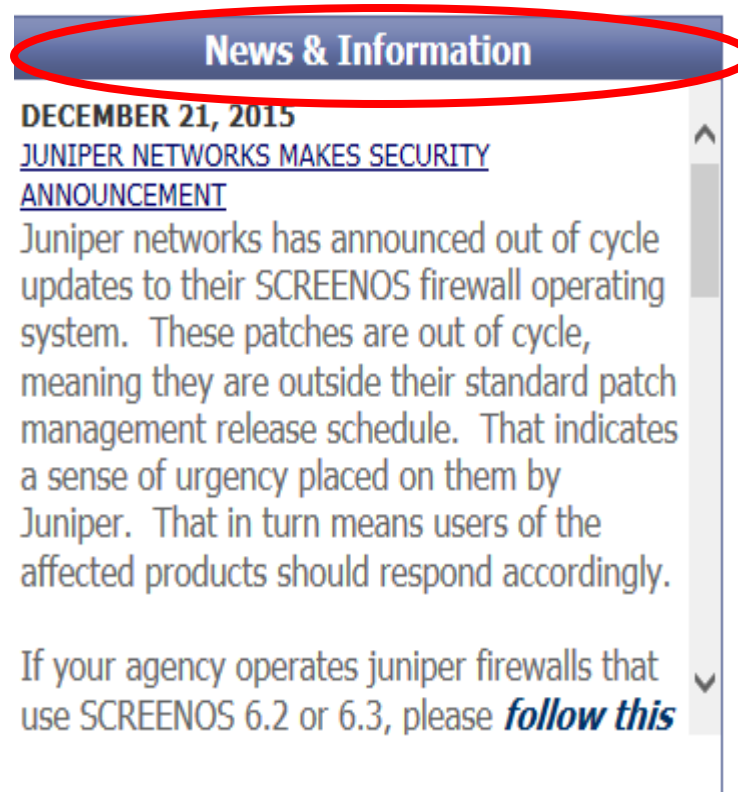 News & Information
DECEMBER 21, 2015
JUNIPER NETWORKS MAKES SECURITY
ANNOUNCEMENT
Juniper networks has announced out of cycle
updates to their SCREENOS firewall operating
system.  These patches are out of cycle,
meaning they are outside their standard patch
management release schedule.  That indicates
a sense of urgency placed on them by
Juniper.  That in turn means users of the
affected products should respond accordingly.
If your agency operates juniper firewalls that
use SCREENOS 6.2 or 6.3, please follow this